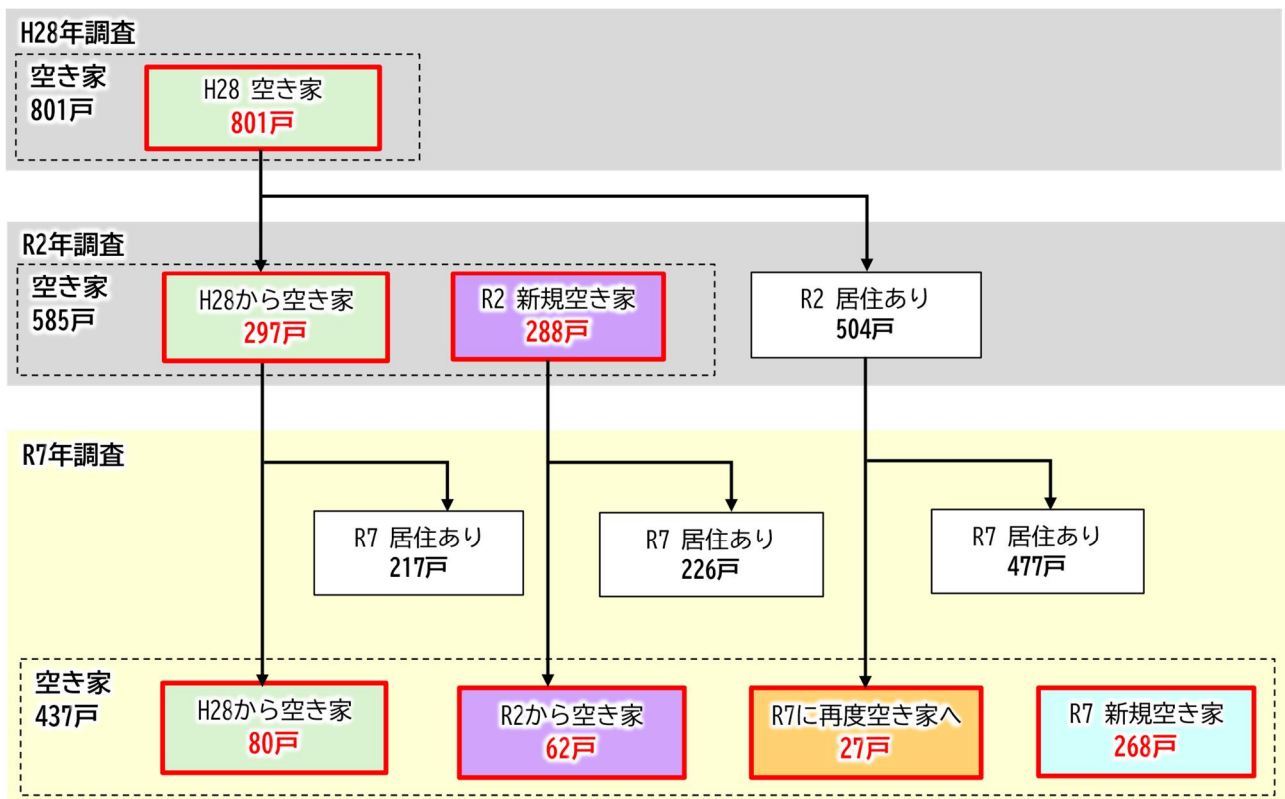 H28年調査
空き家
801戸
H28 空き家
801戸
R2年調査
空き家
585戸
H28から空き家
297戸
R2 新規空き家
288戸
R2 居住あり
504戸
R7年調査
R7 居住あり
217戸
R7 居住あり
226戸
R7 居住あり
477戸
空き家
437戸
H28から空き家
80戸
R2から空き家
62戸
R7に再度空き家へ
27戸
R7 新規空き家
268戸